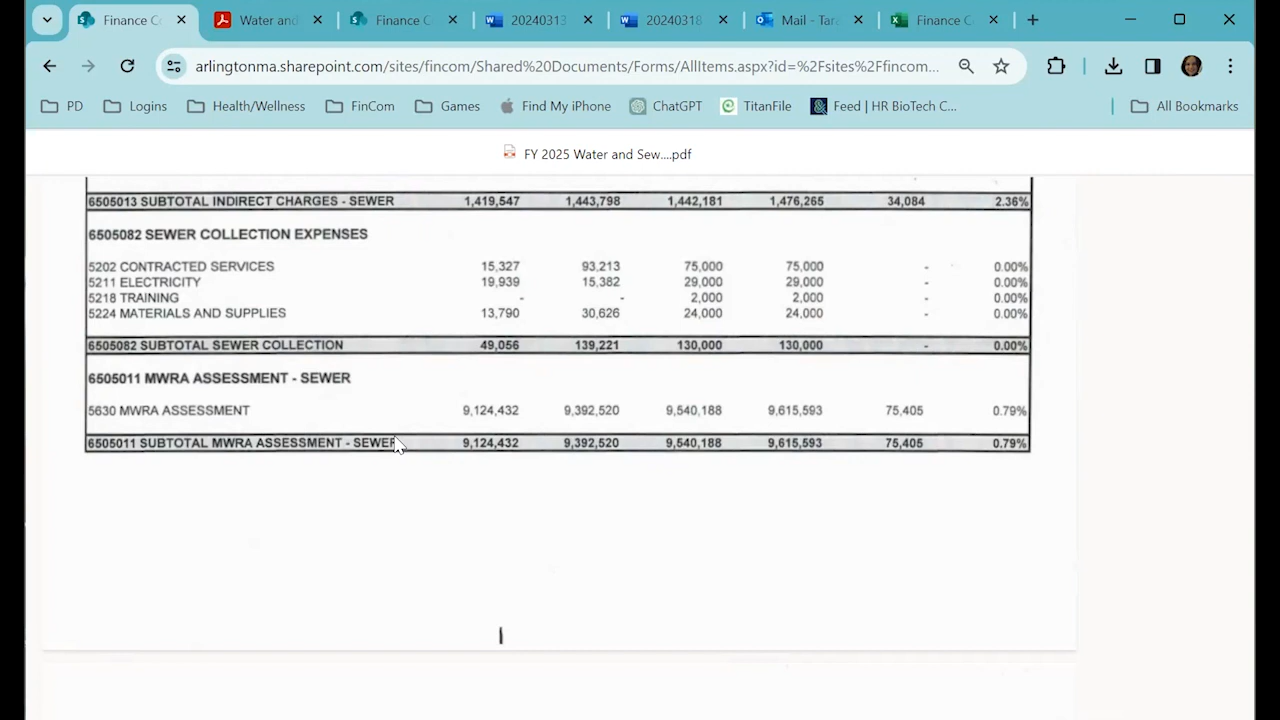 Finance Co
Water and
Finance C
20240313
20240318
Mail - Tara
Finance C
arlingtonma.sharepoint.com/sites/fincom/Shared%20Documents/Forms/AllItems.aspx?id=%2Fsites%2Ffincom...
PD
Logins
Health/Wellness
FinCom
Games
Find My iPhone
ChatGPT
TitanFile
Feed | HR BioTech C...
All Bookmarks
FY 2025 Water and Sew....pdf
6505013 SUBTOTAL INDIRECT CHARGES - SEWER 1,419,547 1,443,798 1,442,181 1,476,265 34,084 2.36%
6505082 SEWER COLLECTION EXPENSES
5202 CONTRACTED SERVICES 15,327 93,213 75,000 75,000 - 0.00%
5211 ELECTRICITY 19,939 15,382 29,000 29,000 - 0.00%
5218 TRAINING - - 2,000 2,000 - 0.00%
5224 MATERIALS AND SUPPLIES 13,790 30,626 24,000 24,000 - 0.00%
6505082 SUBTOTAL SEWER COLLECTION 49,056 139,221 130,000 130,000 - 0.00%
6505011 MWRA ASSESSMENT - SEWER
5630 MWRA ASSESSMENT 9,124,432 9,392,520 9,540,188 9,615,593 75,405 0.79%
6505011 SUBTOTAL MWRA ASSESSMENT - SEWER 9,124,432 9,392,520 9,540,188 9,615,593 75,405 0.79%